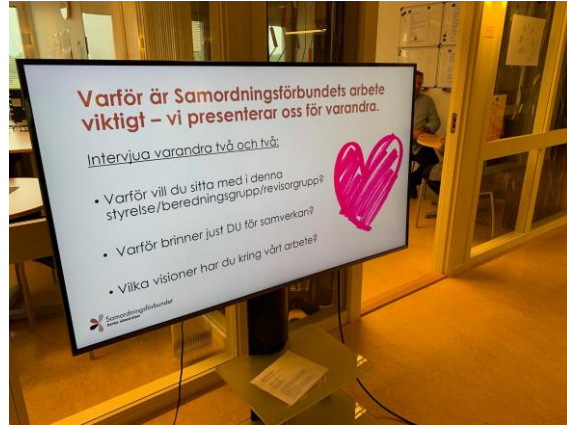 Varför är Samordningsförbundets arbete
viktigt – vi presenterar oss för varandra.
Intervjua varandra två och två:
• Varför vill du sitta med i denna
styrelse/beredningsgrupp/revisorgrupp?
• Varför brinner just DU för samverkan?
• Vilka visioner har du kring vårt arbete?
Samordningsförbundet